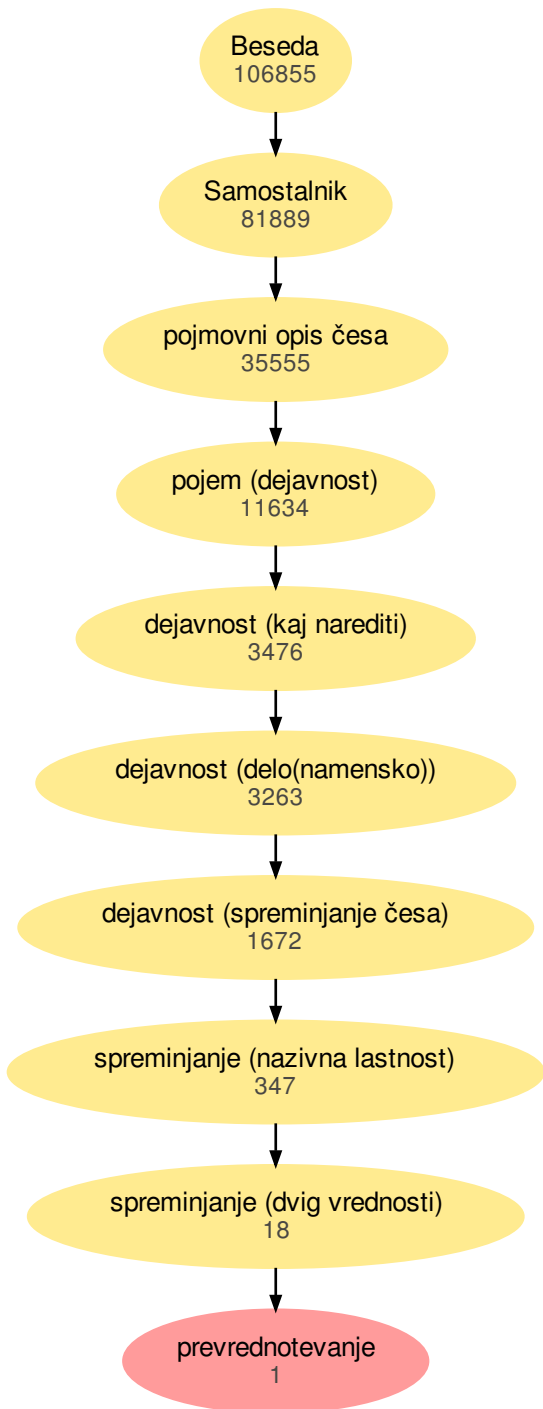 Beseda
106855
Samostalnik
81889
pojmovni opis česa
35555
pojem (dejavnost)
11634
dejavnost (kaj narediti)
3476
dejavnost (delo(namensko))
3263
dejavnost (spreminjanje česa)
1672
spreminjanje (nazivna lastnost)
347
spreminjanje (dvig vrednosti)
18
prevrednotevanje
1